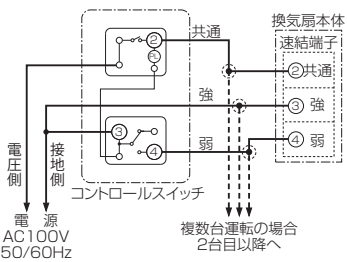 換気扇本体
速結端子
共通
② 共通
②
PL
強
③ 強
③
弱
④ 弱
④
電圧側
接地側
コントロールスイッチ
電源
AC100V
50/60Hz
複数台運転の場合
2台目以降へ